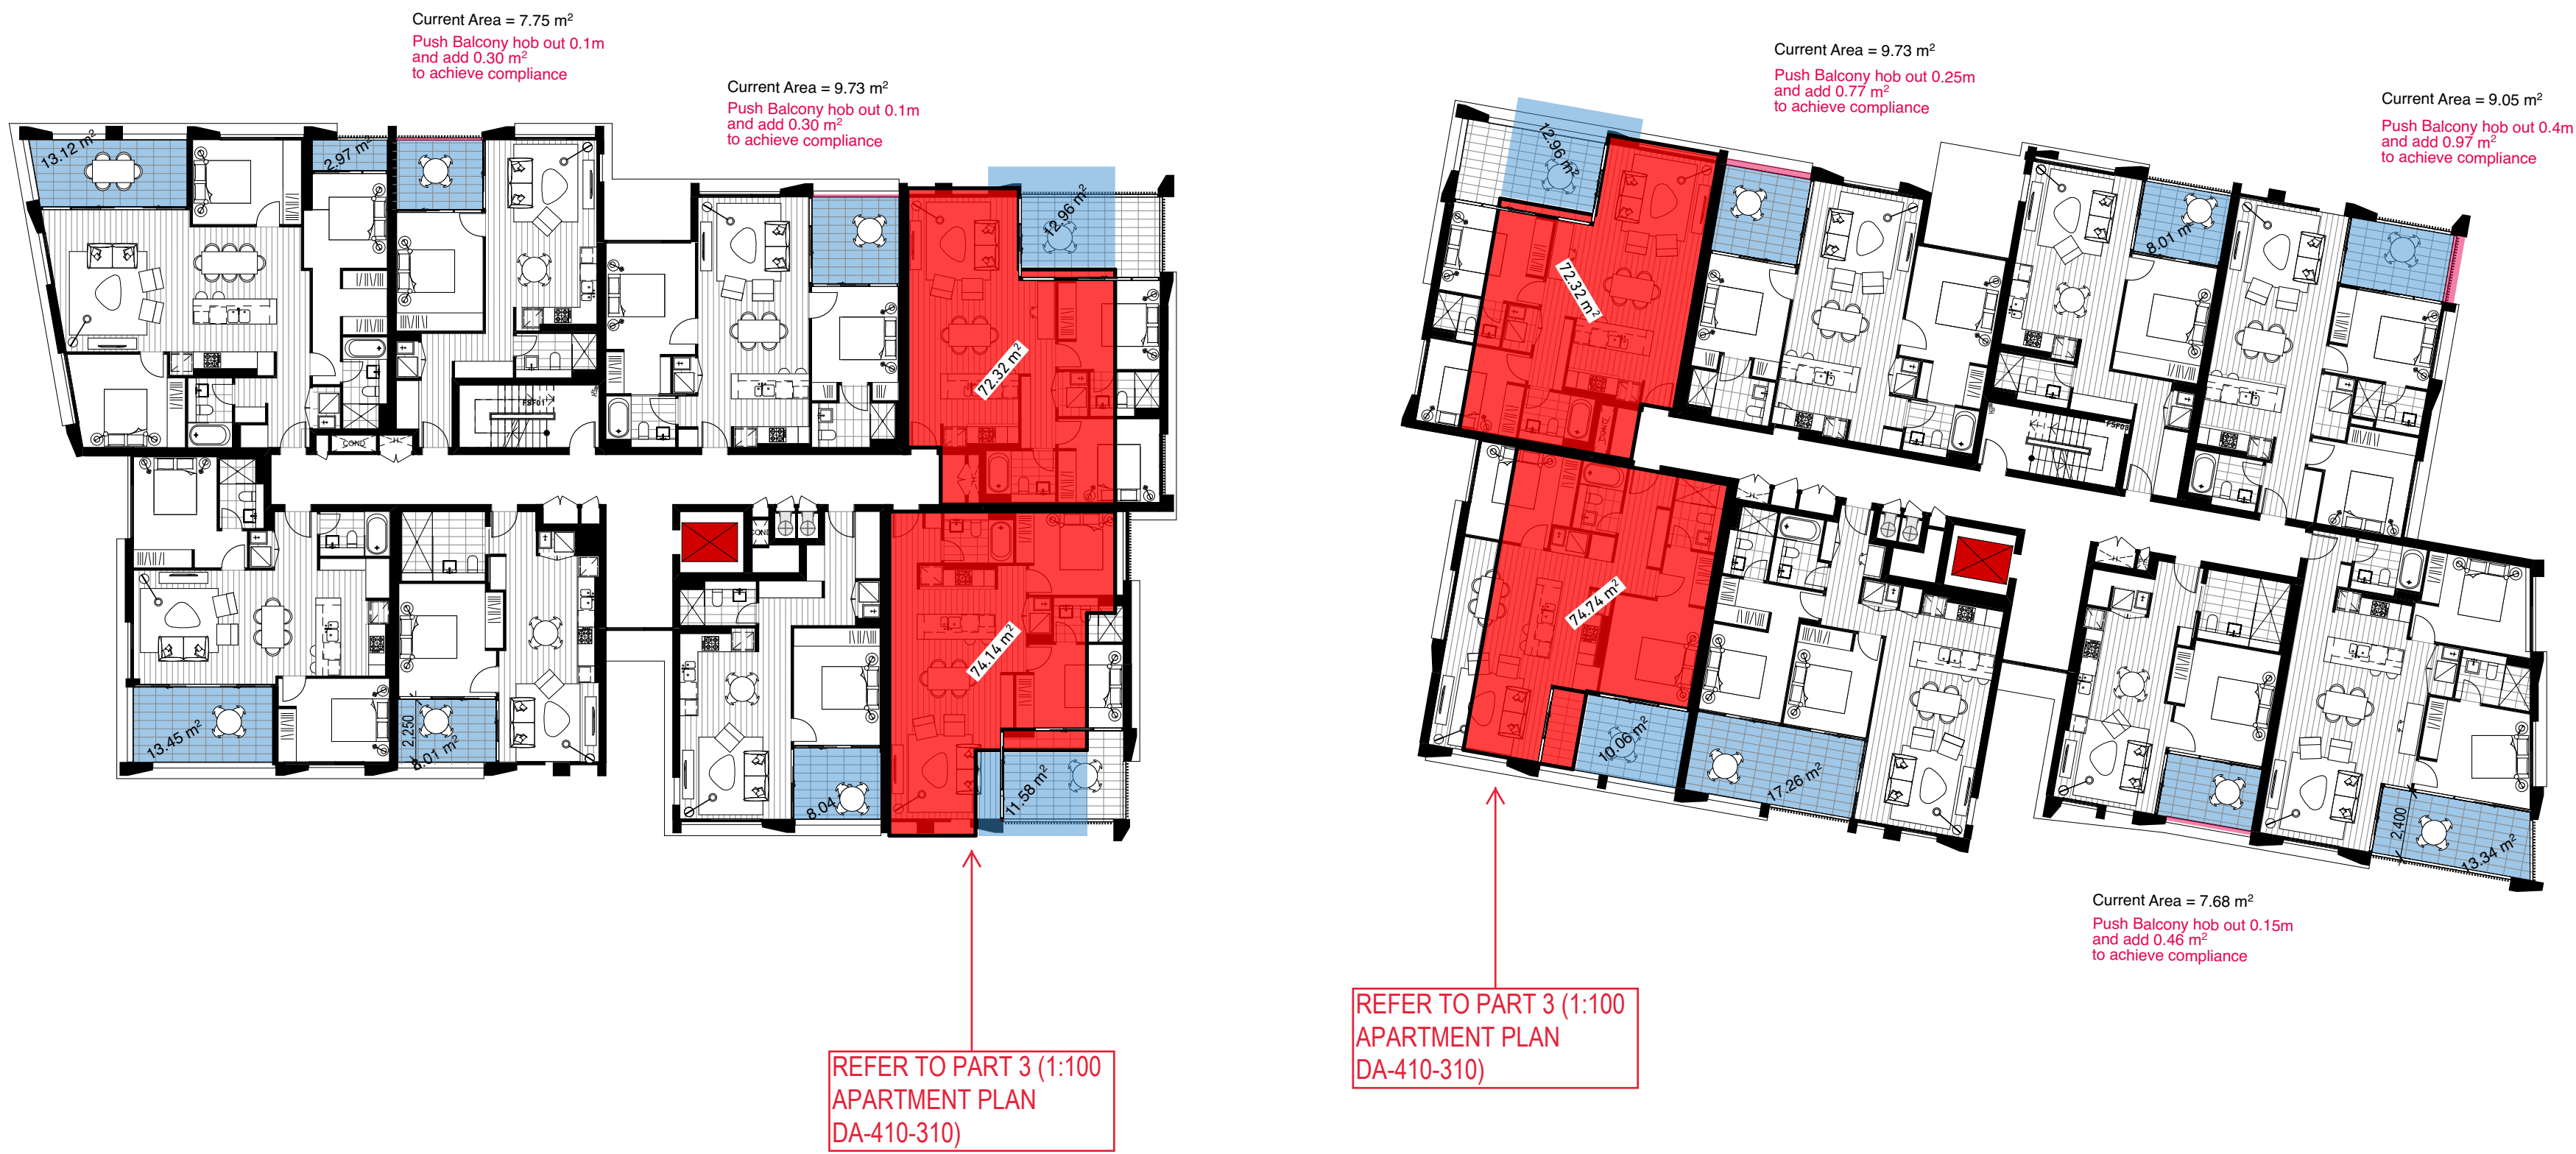 Current Area = 7.75 m²
Push Balcony hob out 0.1m
and add 0.30 m²
to achieve compliance
Current Area = 9.73 m²
Push Balcony hob out 0.1m
and add 0.30 m²
to achieve compliance
13.12 m²
2.97 m²
12.96 m²
72.32 m²
FSF01
COND
COND
74.14 m²
13.45 m²
2,250
8.01 m²
8.04
11.58 m²
REFER TO PART 3 (1:100
APARTMENT PLAN
DA-410-310)
Current Area = 9.73 m²
Push Balcony hob out 0.25m
and add 0.77 m²
to achieve compliance
Current Area = 9.05 m²
Push Balcony hob out 0.4m
and add 0.97 m²
to achieve compliance
12.96 m²
72.32 m²
8.01 m²
COND
74.74 m²
10.06 m²
17.26 m²
2,400
13.34 m²
Current Area = 7.68 m²
Push Balcony hob out 0.15m
and add 0.46 m²
to achieve compliance
REFER TO PART 3 (1:100
APARTMENT PLAN
DA-410-310)